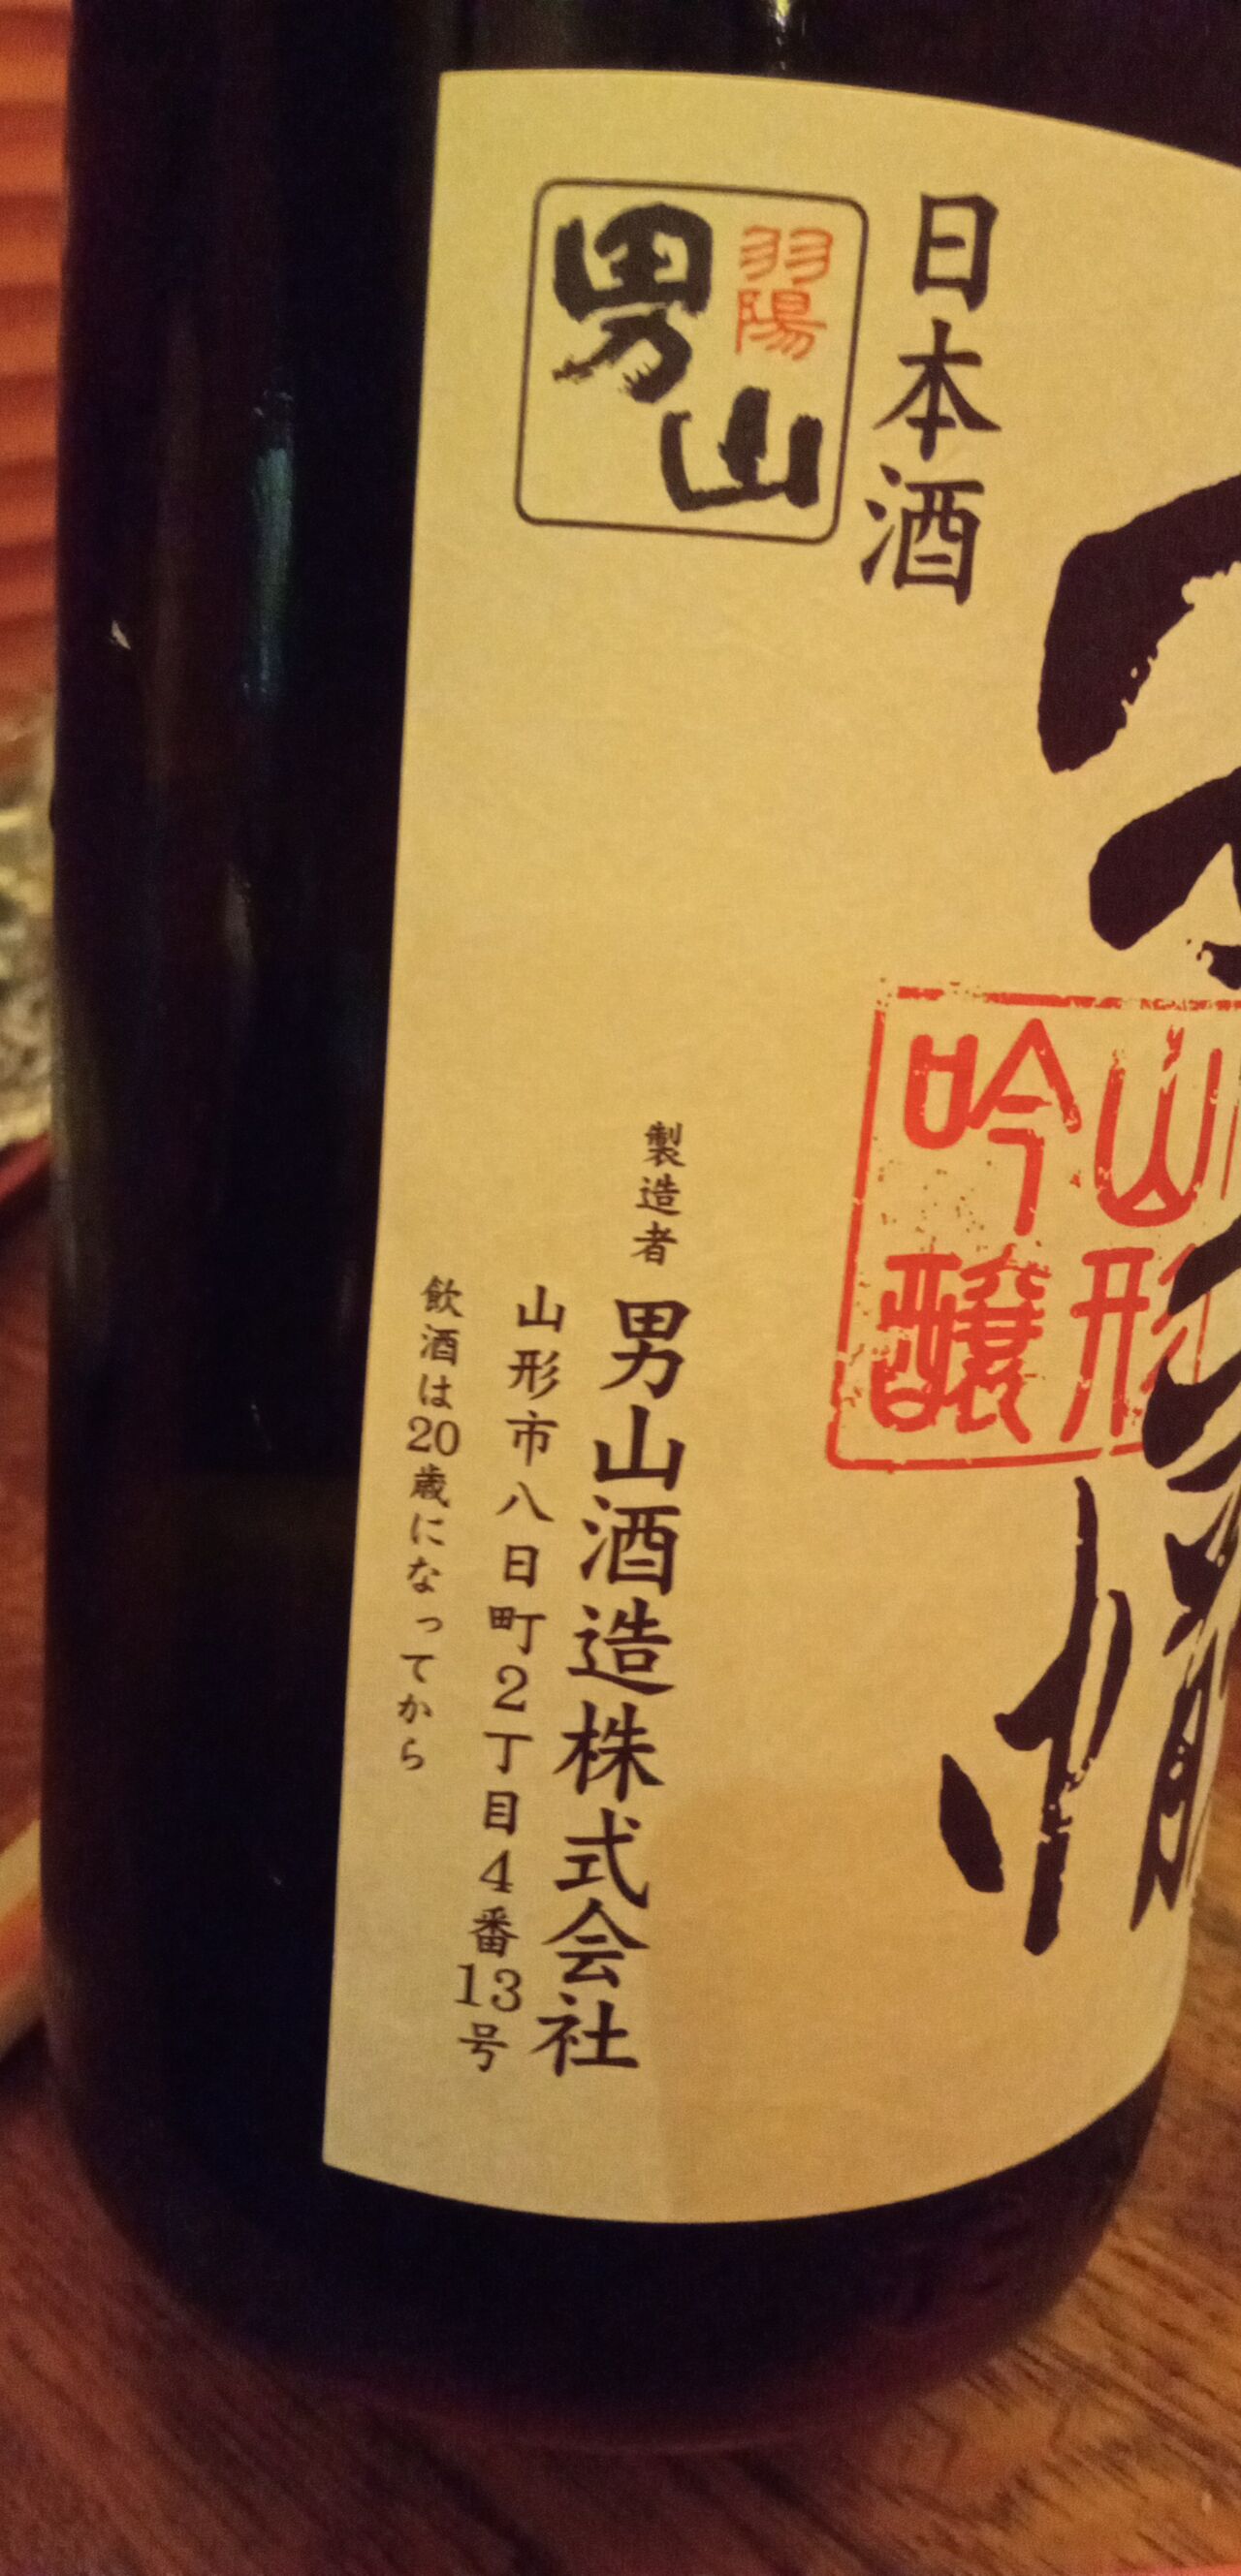 日本酒
羽陽
男山
山形
吟醸
製造者 男山酒造株式会社
山形市八日町2丁目4番13号
飲酒は20歳になってから